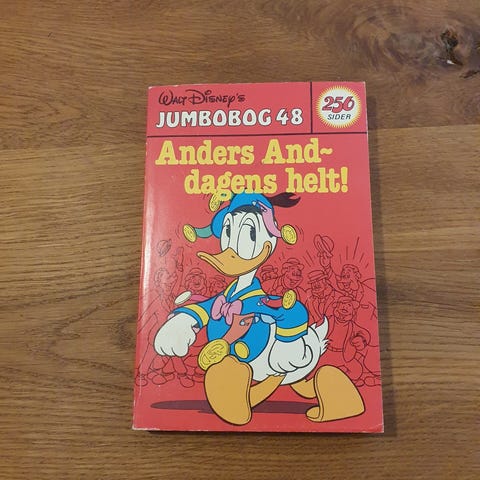 Walt Disney's
JUMBOBOG 48
256
SIDER
Anders And~
dagens helt!